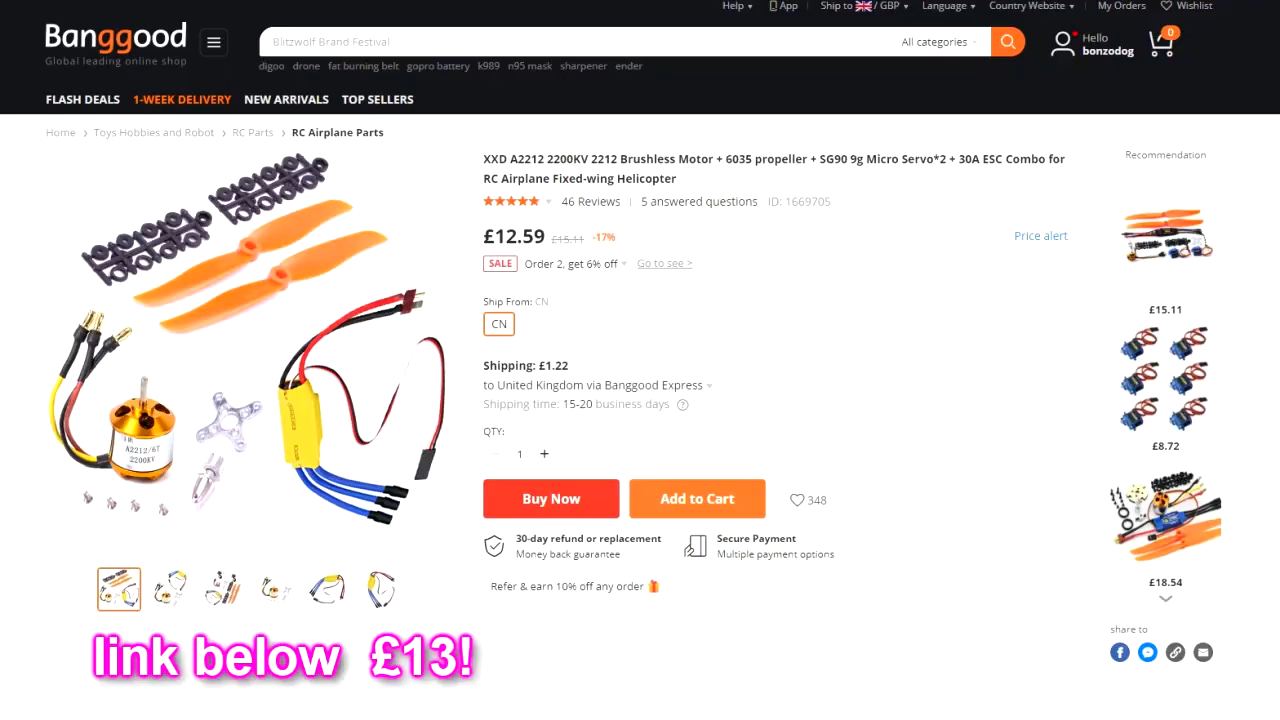 Help
App
Ship to / GBP
Language
Country Website
My Orders
Wishlist
Banggood
Global leading online shop
Blitzwolf Brand Festival
All categories
Hello
bonzodog
0
digoo drone fat burning belt gopro battery k989 n95 mask sharpener ender
FLASH DEALS 1-WEEK DELIVERY NEW ARRIVALS TOP SELLERS
Home > Toys Hobbies and Robot > RC Parts > RC Airplane Parts
XXD A2212 2200KV 2212 Brushless Motor + 6035 propeller + SG90 9g Micro Servo*2 + 30A ESC Combo for
RC Airplane Fixed-wing Helicopter
46 Reviews | 5 answered questions ID: 1669705
£12.59 £15.11 -17%
Price alert
SALE Order 2, get 6% off Go to see >
Ship From: CN
CN
Shipping: £1.22
to United Kingdom via Banggood Express
Shipping time: 15-20 business days ?
QTY:
− 1 +
Buy Now
Add to Cart
348
30-day refund or replacement
Money back guarantee
Secure Payment
Multiple payment options
Refer & earn 10% off any order
A2212/6T
2200KV
Recommendation
£15.11
£8.72
£18.54
share to
link below £13!